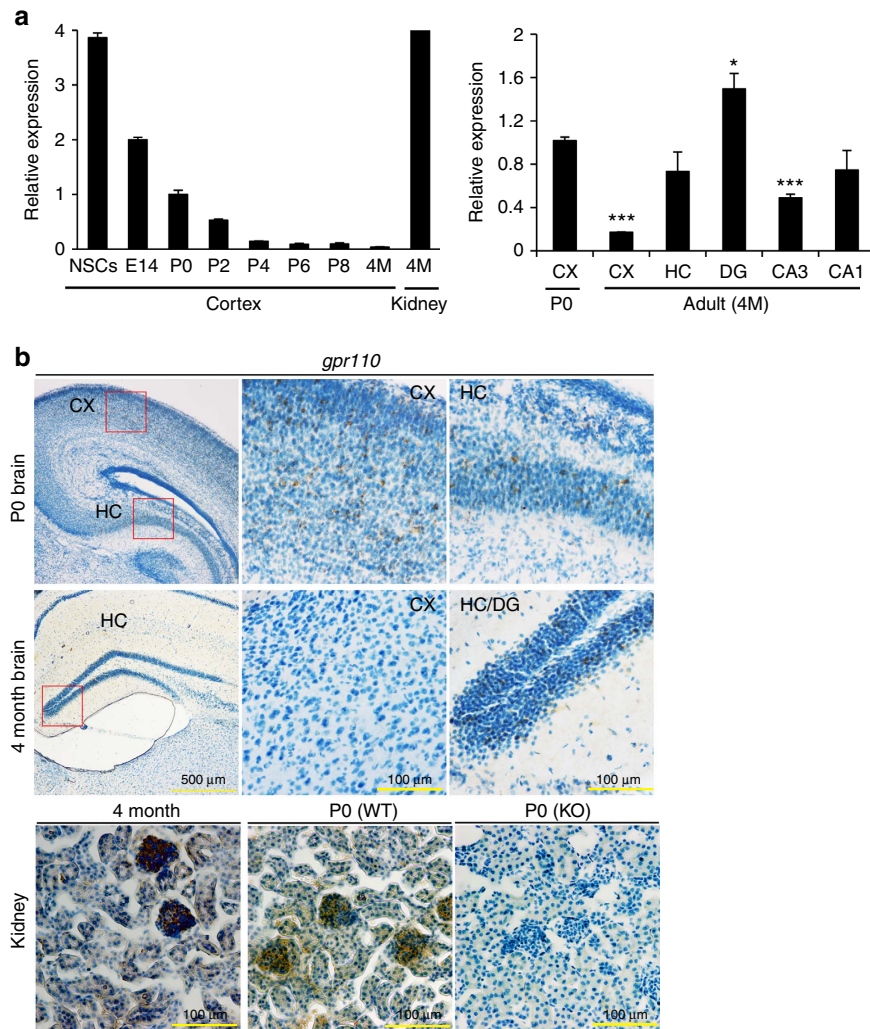 a
Relative expression
4
3
2
1
0
NSCs E14 P0 P2 P4 P6 P8 4M 4M
Cortex Kidney
Relative expression
2
1.6
1.2
0.8
0.4
0
***
*
***
CX CX HC DG CA3 CA1
P0 Adult (4M)
b
gpr110
P0 brain
CX
HC
CX
HC
4 month brain
HC
500 μm
CX
100 μm
HC/DG
100 μm
4 month P0 (WT) P0 (KO)
Kidney
100 μm
100 μm
100 μm